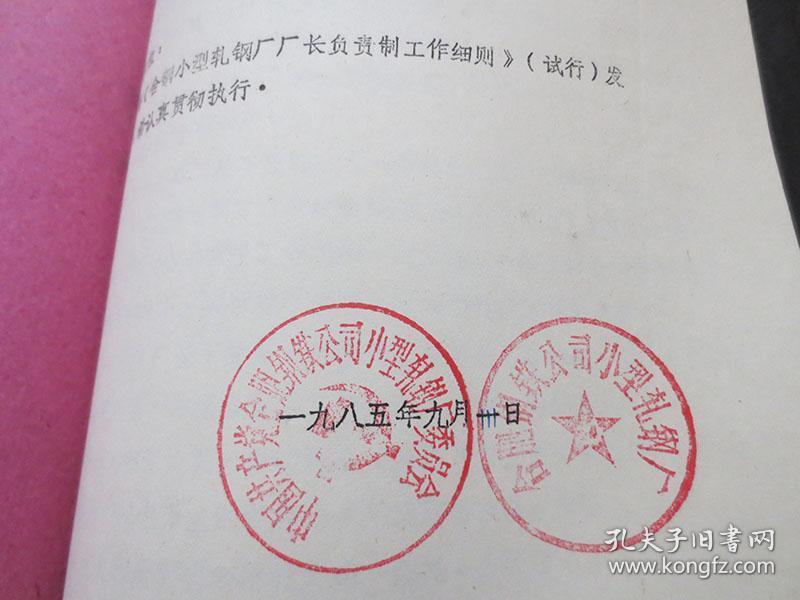 《合钢小型轧钢厂厂长负责制工作细则》(试行)发
认真贯彻执行.
中国共产党合肥钢铁公司小型轧钢厂委员会
合肥钢铁公司小型轧钢厂
一九八五年九月卅日
孔夫子旧书网
www.kongfz.com